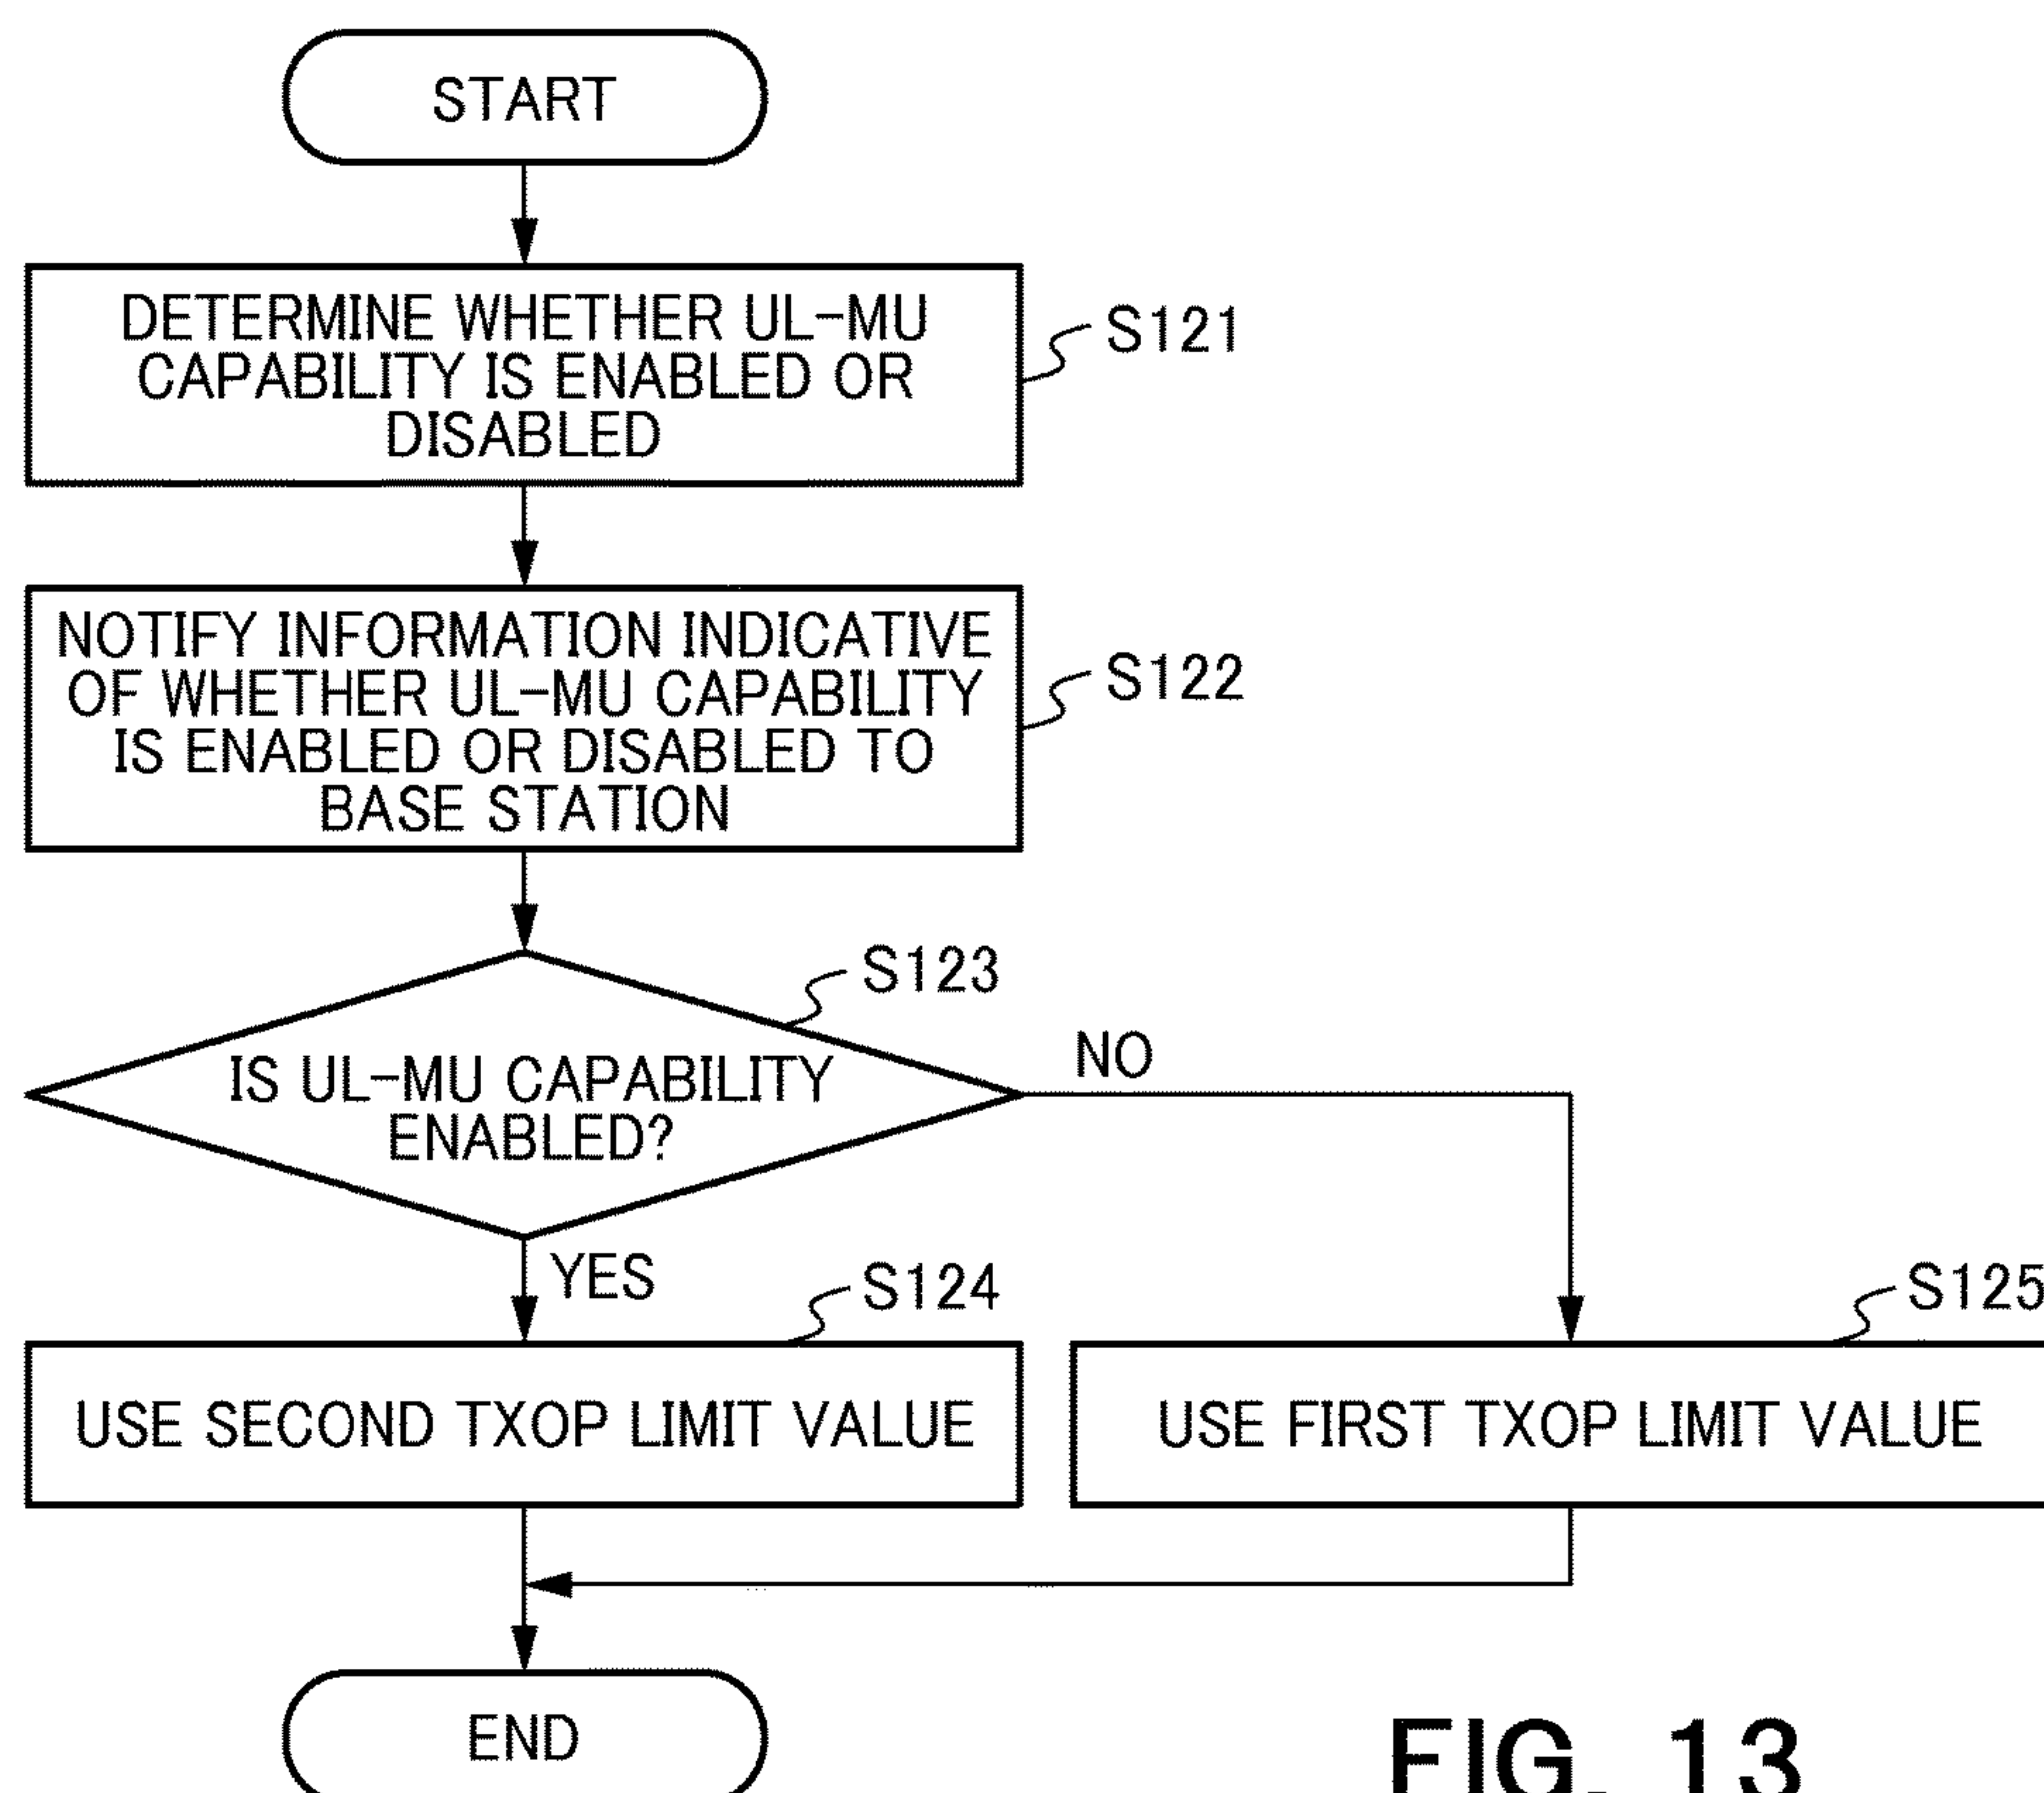 START
DETERMINE WHETHER UL-MU
CAPABILITY IS ENABLED OR
DISABLED
S121
NOTIFY INFORMATION INDICATIVE
OF WHETHER UL-MU CAPABILITY
IS ENABLED OR DISABLED TO
BASE STATION
S122
S123
IS UL-MU CAPABILITY
ENABLED?
NO
YES
S124
USE SECOND TXOP LIMIT VALUE
S125
USE FIRST TXOP LIMIT VALUE
END
FIG. 13